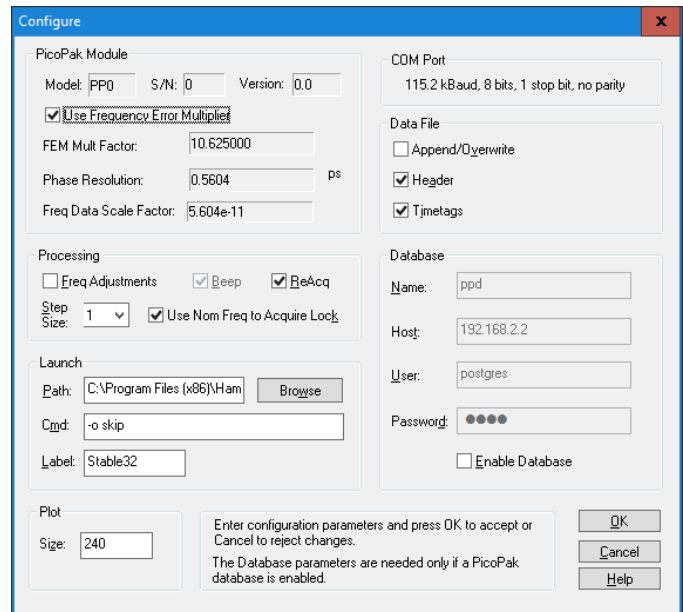 Configure
x
PicoPak Module
Model: PP0 S/N: 0 Version: 0.0
Use Frequency Error Multiplier
FEM Mult Factor: 10.625000
Phase Resolution: 0.5604 ps
Freq Data Scale Factor: 5.604e-11
COM Port
115.2 kBaud, 8 bits, 1 stop bit, no parity
Data File
Append/Overwrite
Header
Timetags
Processing
Freq Adjustments Beep ReAcq
Step
Size: 1 Use Nom Freq to Acquire Lock
Database
Name: ppd
Host: 192.168.2.2
User: postgres
Password: ●●●●
Enable Database
Launch
Path: C:\Program Files (x86)\Ham Browse
Cmd: -o skip
Label: Stable32
Plot
Size: 240
Enter configuration parameters and press OK to accept or
Cancel to reject changes.
The Database parameters are needed only if a PicoPak
database is enabled.
OK
Cancel
Help